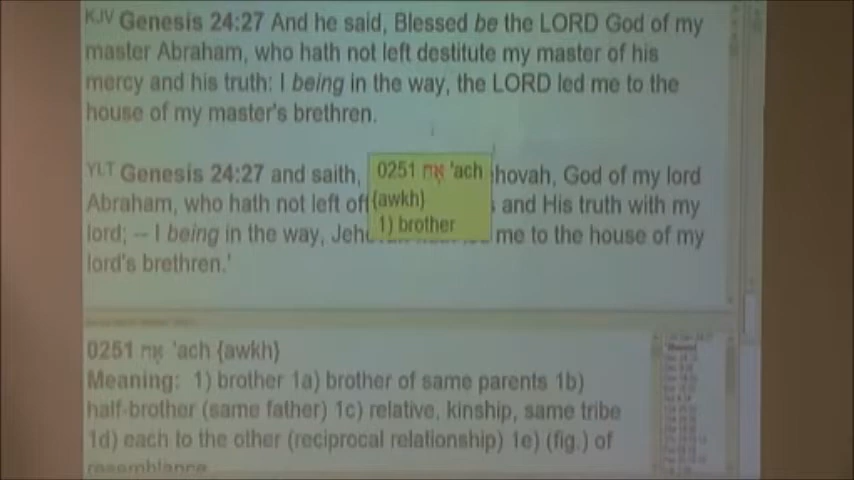 KJV Genesis 24:27 And he said, Blessed be the LORD God of my
master Abraham, who hath not left destitute my master of his
mercy and his truth: I being in the way, the LORD led me to the
house of my master's brethren.
YLT Genesis 24:27 and saith, hovah, God of my lord
Abraham, who hath not left off and His truth with my
lord; -- I being in the way, me to the house of my
lord's brethren.'
0251 אָח 'ach
{awkh}
1) brother
0251 אָח 'ach {awkh}
Meaning: 1) brother 1a) brother of same parents 1b)
half-brother (same father) 1c) relative, kinship, same tribe
1d) each to the other (reciprocal relationship) 1e) (fig.) of
resemblance